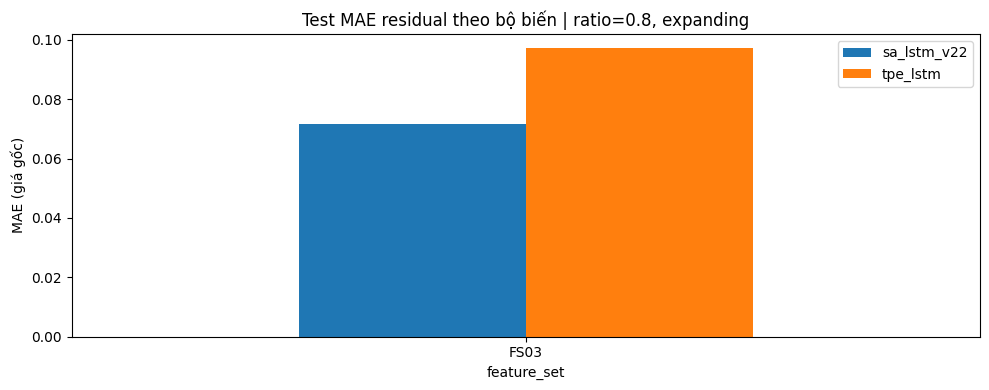 Test MAE residual theo bộ biến | ratio=0.8, expanding
sa_lstm_v22
tpe_lstm
MAE (giá gốc)
0.10
0.08
0.06
0.04
0.02
0.00
FS03
feature_set